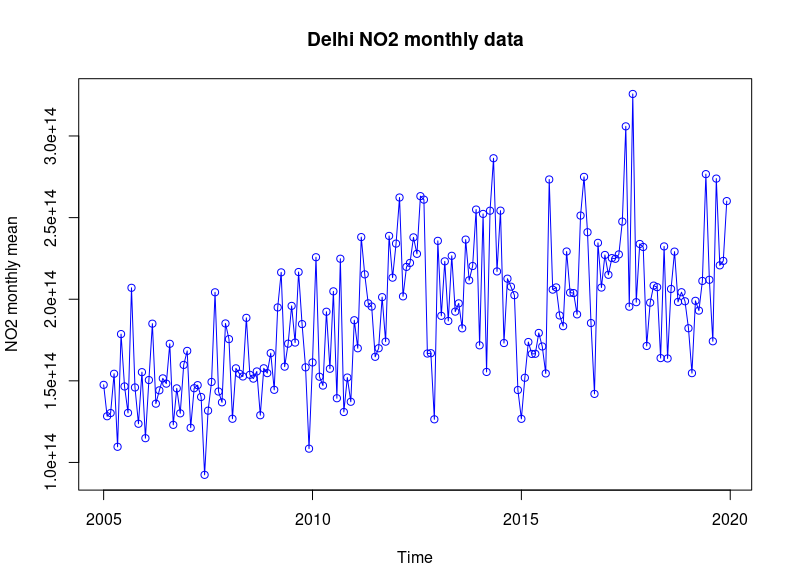 Delhi NO2 monthly data
NO2 monthly mean
3.0e+14
2.5e+14
2.0e+14
1.5e+14
1.0e+14
2005
2010
2015
2020
Time